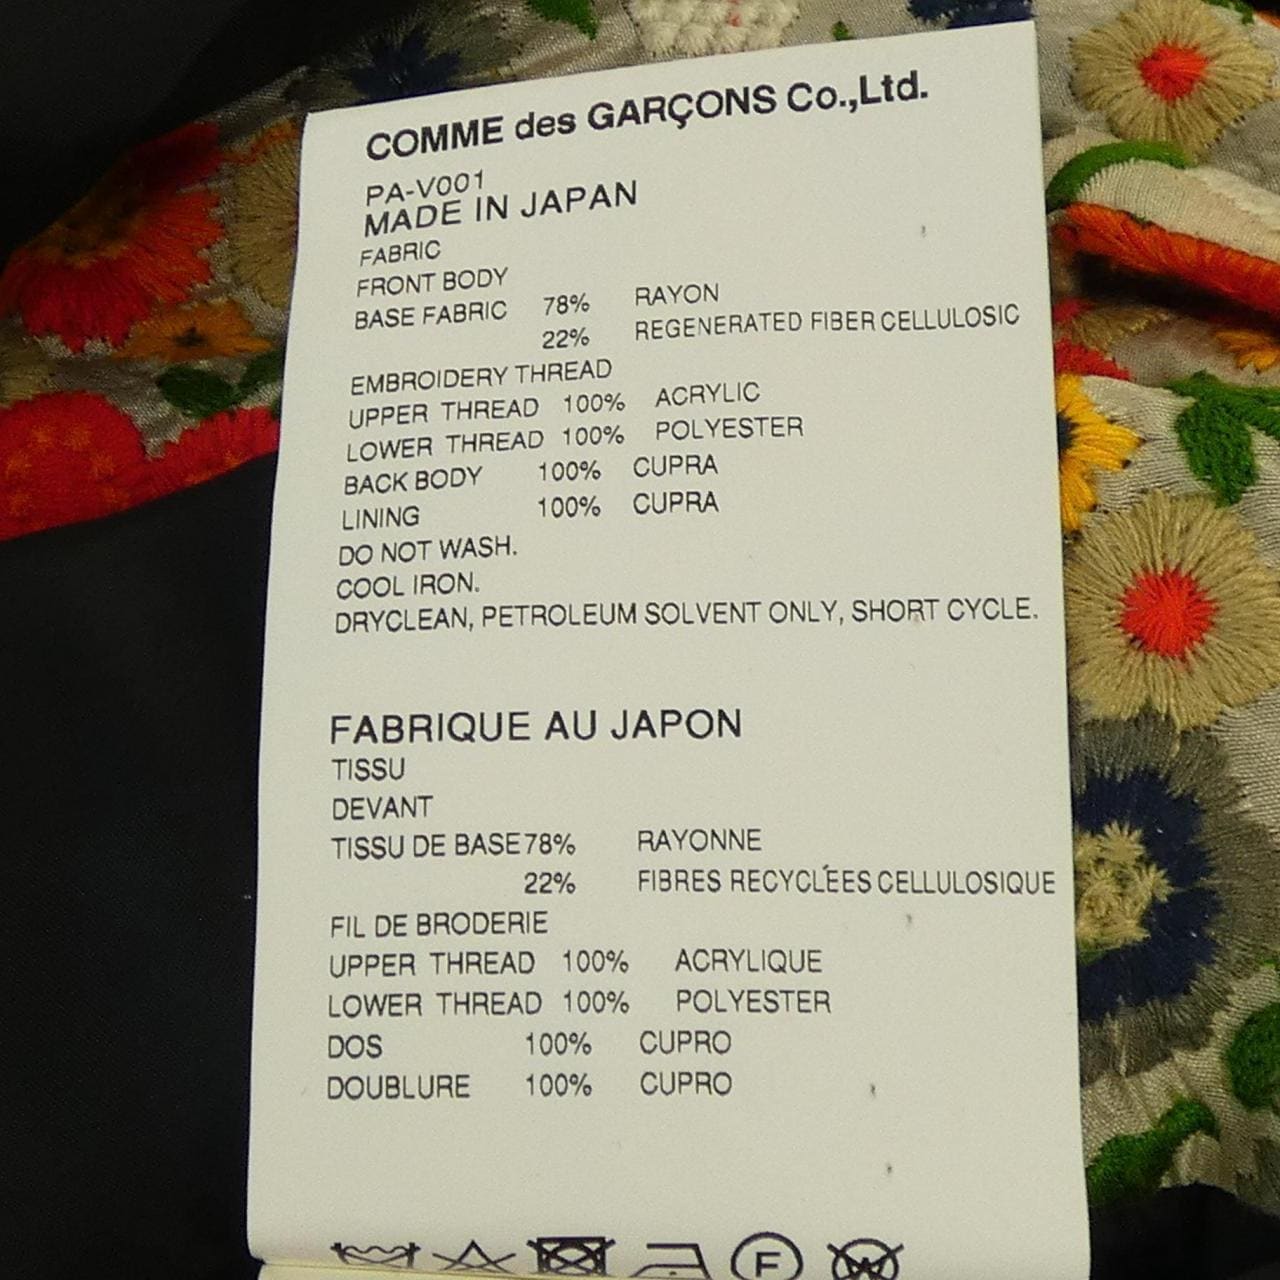 COMME des GARÇONS Co.,Ltd.
PA-V001
MADE IN JAPAN
FABRIC
FRONT BODY
BASE FABRIC 78% RAYON
22% REGENERATED FIBER CELLULOSIC
EMBROIDERY THREAD
UPPER THREAD 100% ACRYLIC
LOWER THREAD 100% POLYESTER
BACK BODY 100% CUPRA
LINING 100% CUPRA
DO NOT WASH.
COOL IRON.
DRYCLEAN, PETROLEUM SOLVENT ONLY, SHORT CYCLE.
FABRIQUE AU JAPON
TISSU
DEVANT
TISSU DE BASE 78% RAYONNE
22% FIBRES RECYCLÉES CELLULOSIQUE
FIL DE BRODERIE
UPPER THREAD 100% ACRYLIQUE
LOWER THREAD 100% POLYESTER
DOS 100% CUPRO
DOUBLURE 100% CUPRO
F W